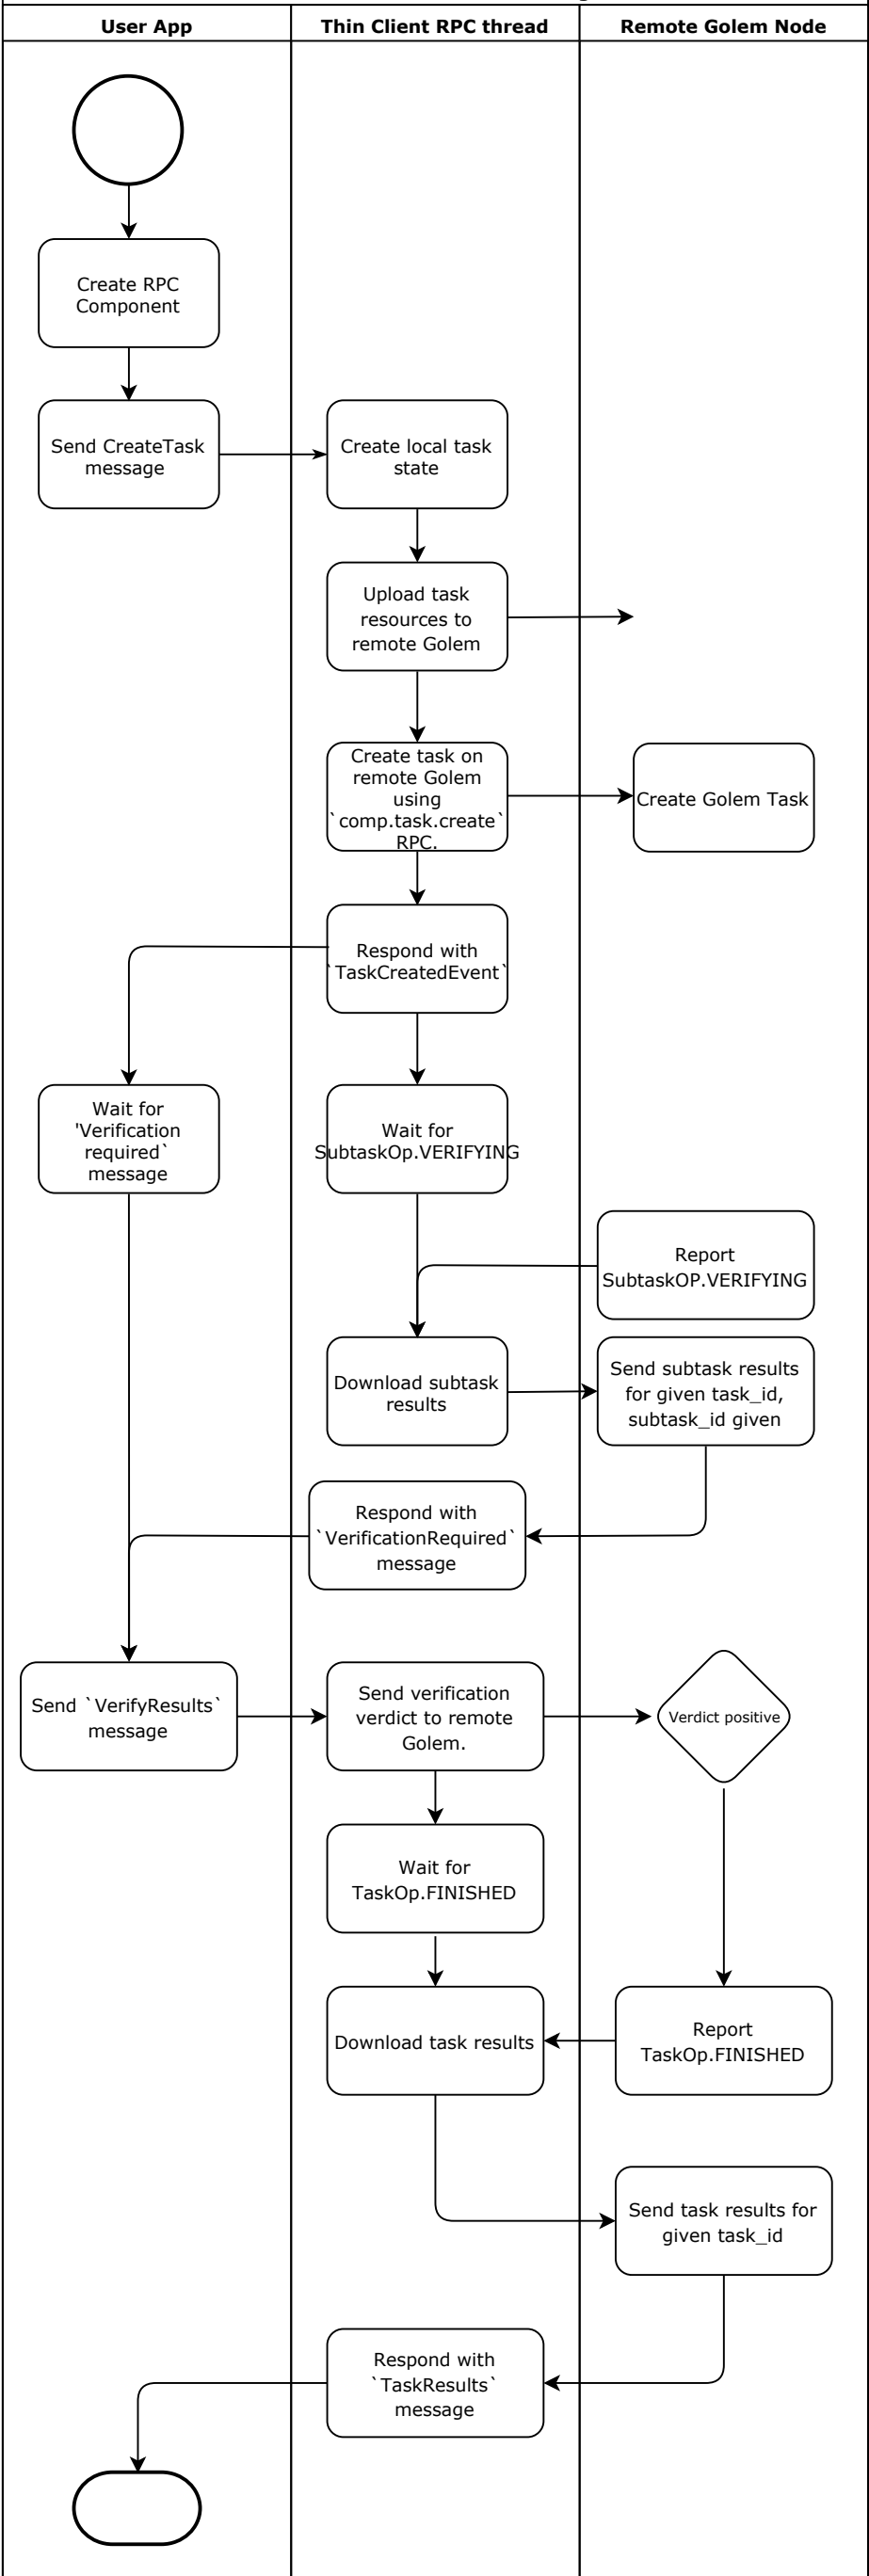 User App
Thin Client RPC thread
Remote Golem Node
Create RPC
Component
Send CreateTask
message
Create local task
state
Upload task
resources to
remote Golem
Create task on
remote Golem
using
`comp.task.create`
RPC.
Create Golem Task
Respond with
`TaskCreatedEvent`
Wait for
'Verification
required`
message
Wait for
SubtaskOp.VERIFYING
Report
SubtaskOP.VERIFYING
Download subtask
results
Send subtask results
for given task_id,
subtask_id given
Respond with
`VerificationRequired`
message
Send `VerifyResults`
message
Send verification
verdict to remote
Golem.
Verdict positive
Wait for
TaskOp.FINISHED
Download task results
Report
TaskOp.FINISHED
Send task results for
given task_id
Respond with
`TaskResults`
message